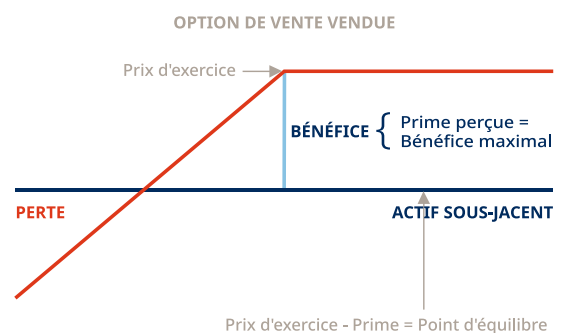 OPTION DE VENTE VENDUE
Prix d'exercice
BÉNÉFICE {
Prime perçue =
Bénéfice maximal
PERTE
ACTIF SOUS-JACENT
Prix d'exercice - Prime = Point d'équilibre